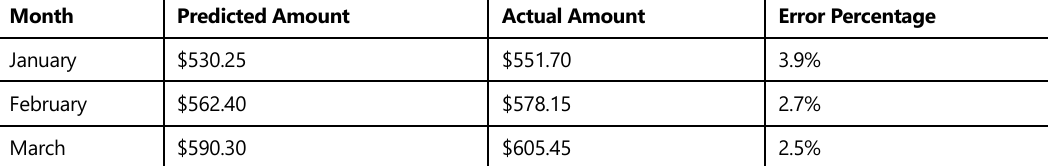 Month Predicted Amount Actual Amount Error Percentage
January $530.25 $551.70 3.9%
February $562.40 $578.15 2.7%
March $590.30 $605.45 2.5%